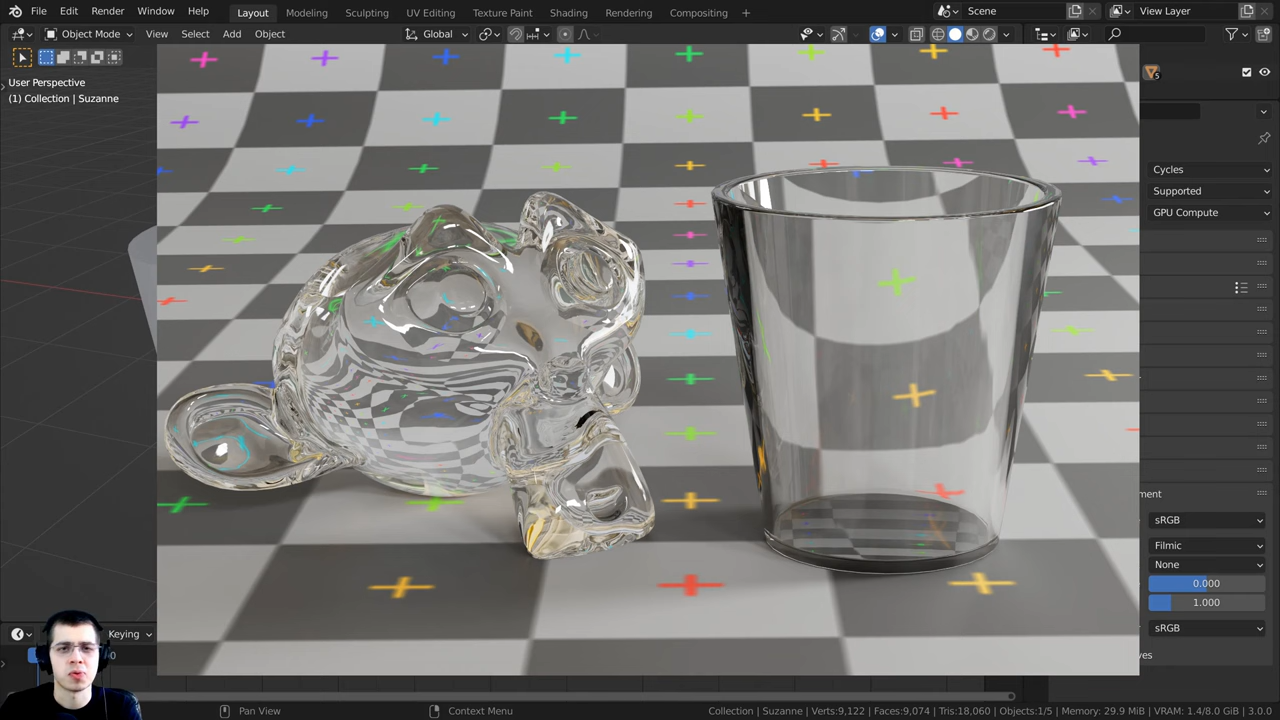 File Edit Render Window Help Layout Modeling Sculpting UV Editing Texture Paint Shading Rendering Compositing + Scene View Layer
Object Mode View Select Add Object Global
User Perspective
(1) Collection | Suzanne
5
Cycles
Supported
GPU Compute
sRGB
Filmic
None
0.000
1.000
sRGB
Keying
Pan View Context Menu Collection | Suzanne | Verts:9,122 | Faces:9,074 | Tris:18,060 | Objects:1/5 | Memory: 29.9 MiB | VRAM: 1.4/8.0 GiB | 3.0.0